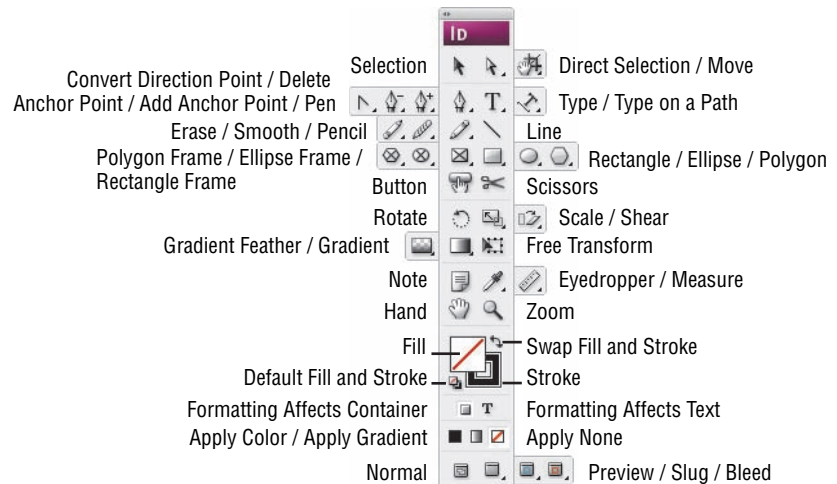 ID
Selection
Direct Selection / Move
Convert Direction Point / Delete
Anchor Point / Add Anchor Point / Pen
T
Type / Type on a Path
Erase / Smooth / Pencil
Line
Polygon Frame / Ellipse Frame /
Rectangle Frame
Rectangle / Ellipse / Polygon
Button
Scissors
Rotate
Scale / Shear
Gradient Feather / Gradient
Free Transform
Note
Eyedropper / Measure
Hand
Zoom
Fill
Swap Fill and Stroke
Default Fill and Stroke
Stroke
Formatting Affects Container
T
Formatting Affects Text
Apply Color / Apply Gradient
Apply None
Normal
Preview / Slug / Bleed